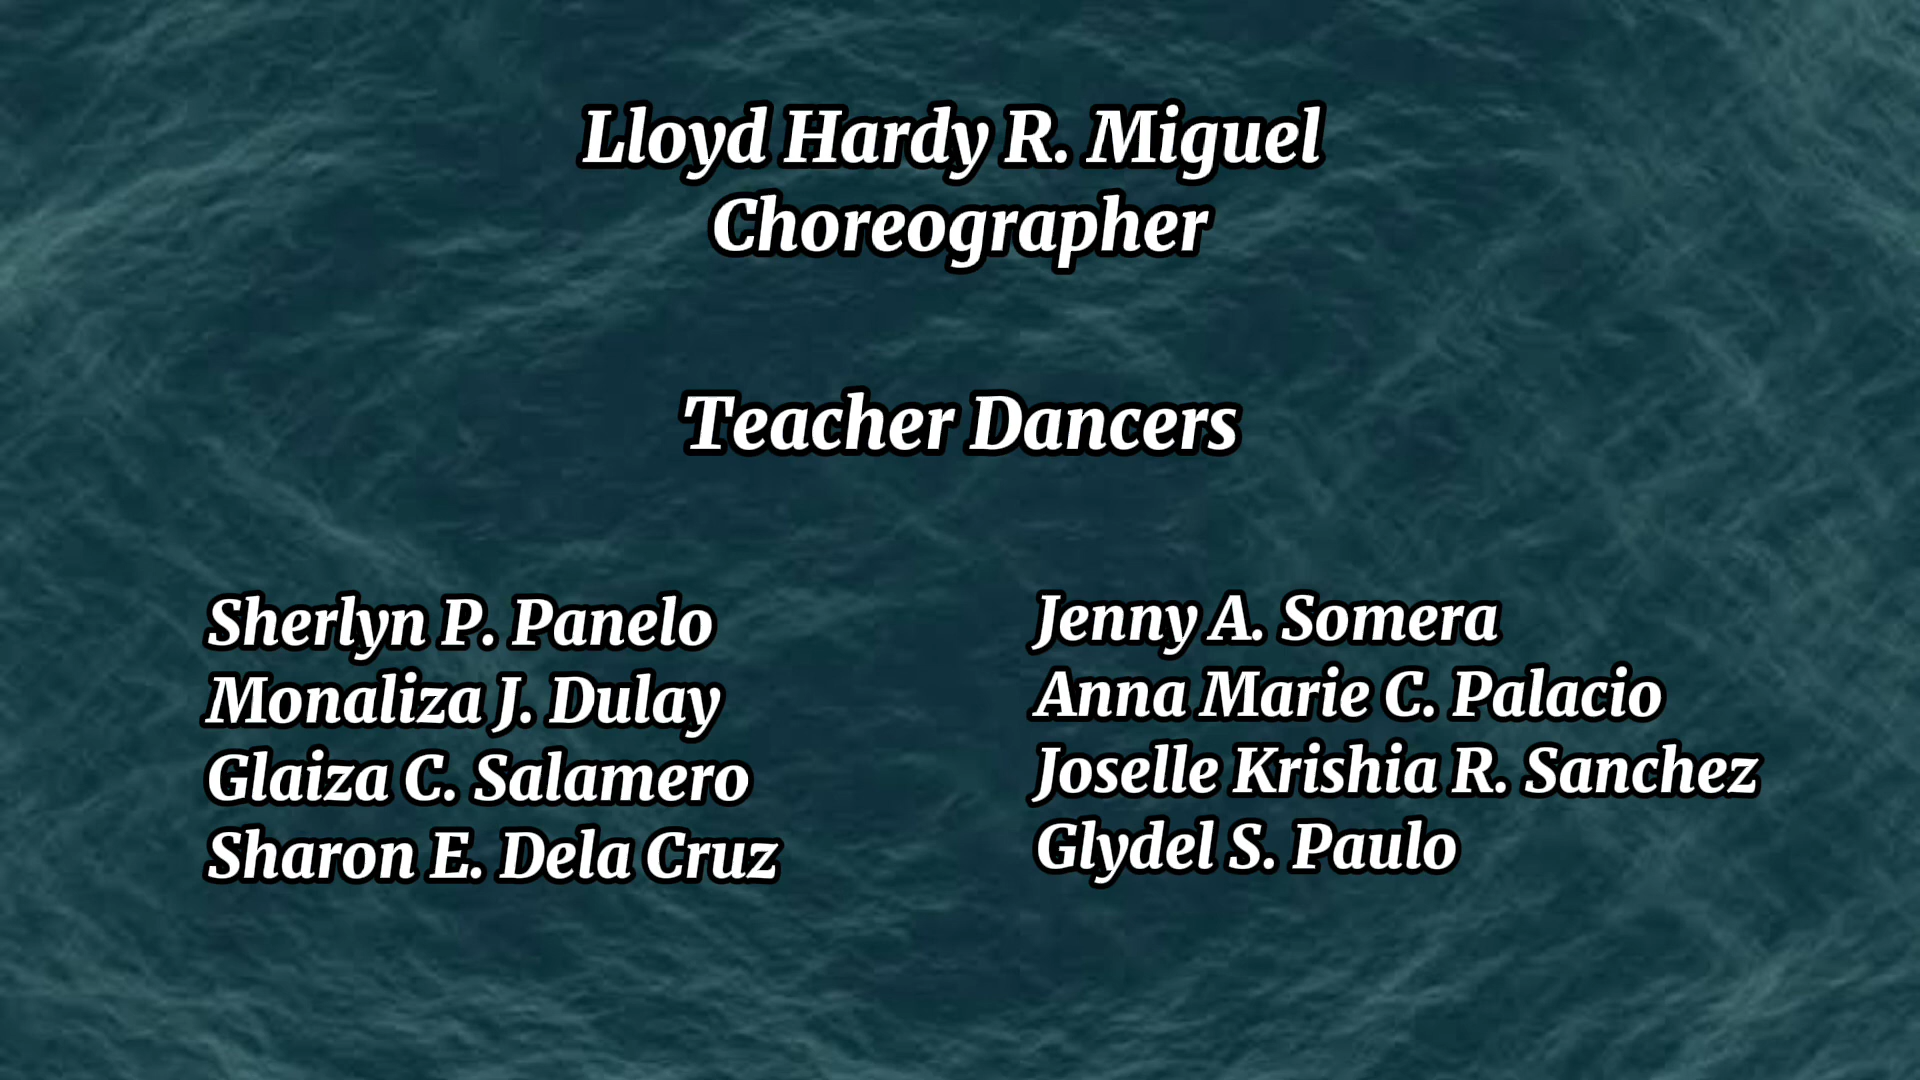 Lloyd Hardy R. Miguel
Choreographer
Teacher Dancers
Sherlyn P. Panelo
Monaliza J. Dulay
Glaiza C. Salamero
Sharon E. Dela Cruz
Jenny A. Somera
Anna Marie C. Palacio
Joselle Krishia R. Sanchez
Glydel S. Paulo